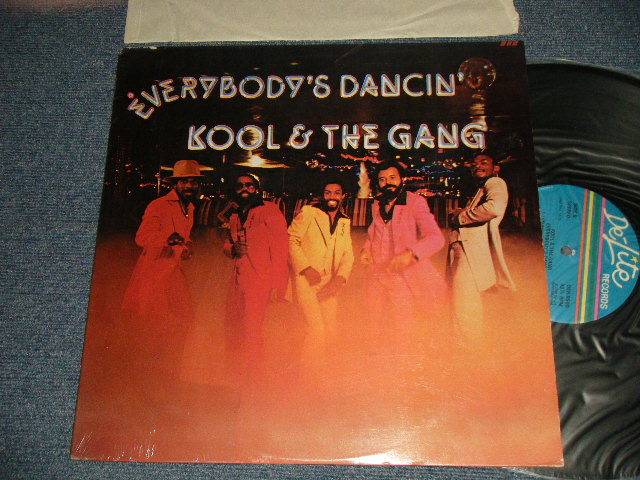 EVERYBODY'S DANCIN'
KOOL & THE GANG
De-Lite
RECORDS